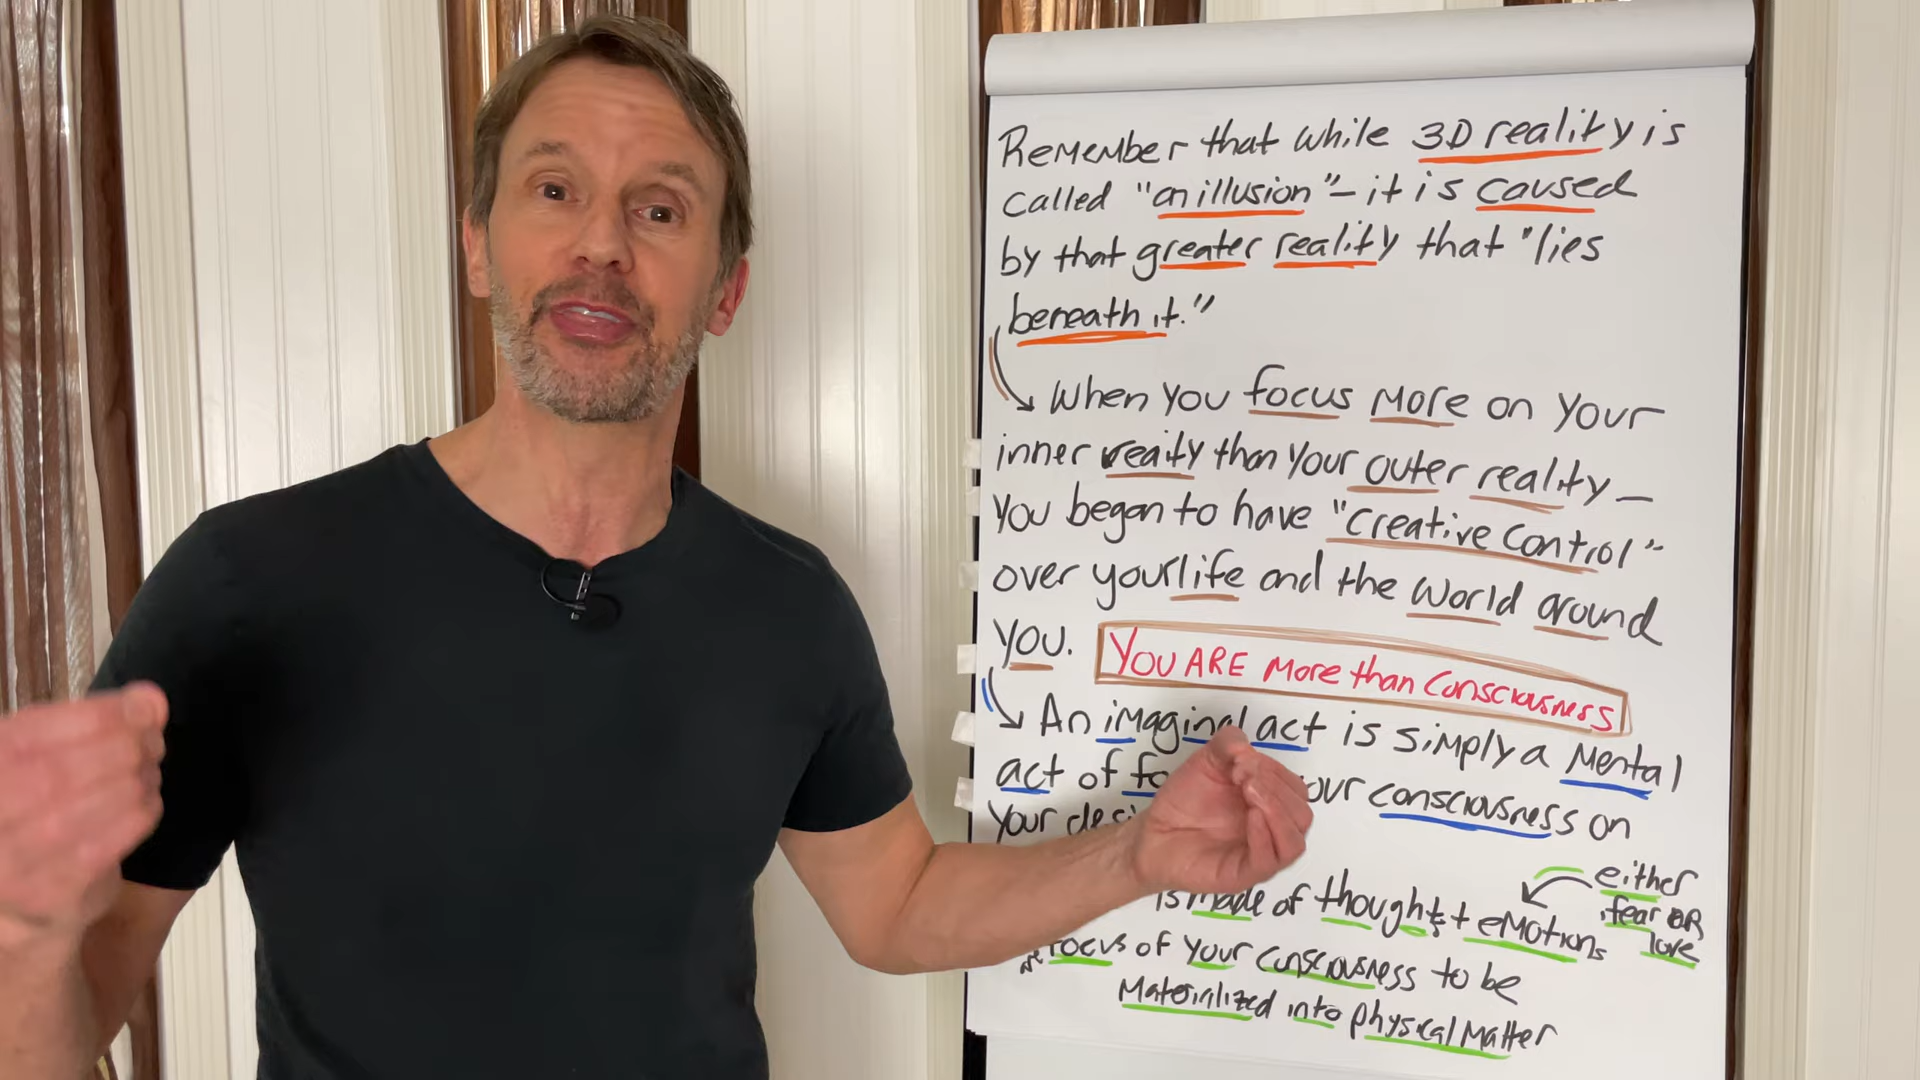 Remember that while 3D reality is
called "an illusion" – it is caused
by that greater reality that "lies
beneath it."
When you focus more on your
inner reaity than your outer reality –
you began to have "creative control"
over your life and the world around
you.
YOU ARE more than consciousness
An imaginal act is simply a mental
act of our consciousness on
your
either
fear OR
love
is made of thoughts + emotions
focus of your consciousness to be
materialized into physical matter